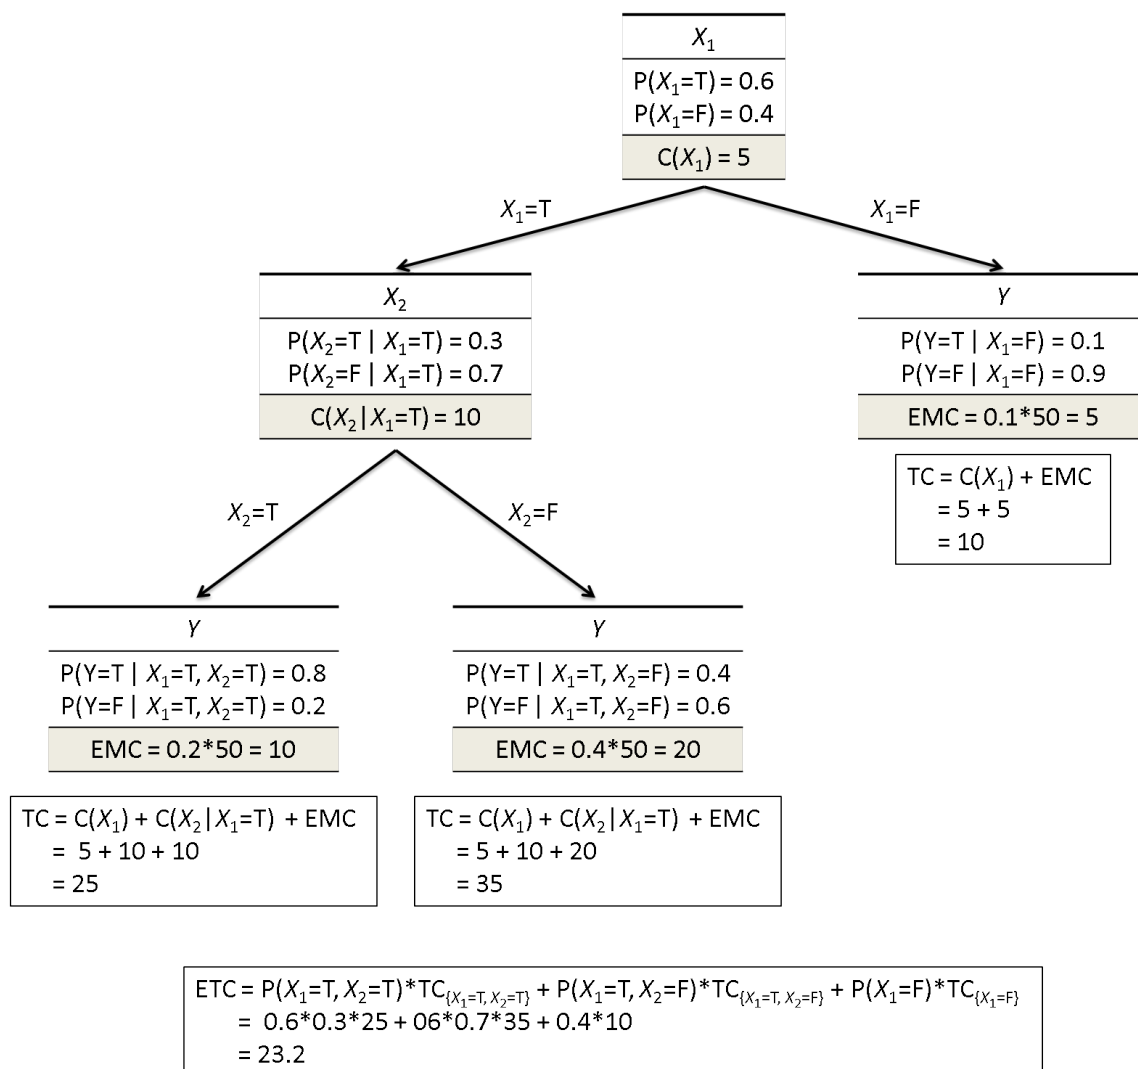 X₁
P(X₁=T) = 0.6
P(X₁=F) = 0.4
C(X₁) = 5
X₁=T
X₁=F
X₂
P(X₂=T | X₁=T) = 0.3
P(X₂=F | X₁=T) = 0.7
C(X₂|X₁=T) = 10
Y
P(Y=T | X₁=F) = 0.1
P(Y=F | X₁=F) = 0.9
EMC = 0.1*50 = 5
TC = C(X₁) + EMC
= 5 + 5
= 10
X₂=T
X₂=F
Y
P(Y=T | X₁=T, X₂=T) = 0.8
P(Y=F | X₁=T, X₂=T) = 0.2
EMC = 0.2*50 = 10
TC = C(X₁) + C(X₂|X₁=T) + EMC
= 5 + 10 + 10
= 25
Y
P(Y=T | X₁=T, X₂=F) = 0.4
P(Y=F | X₁=T, X₂=F) = 0.6
EMC = 0.4*50 = 20
TC = C(X₁) + C(X₂|X₁=T) + EMC
= 5 + 10 + 20
= 35
ETC = P(X₁=T, X₂=T)*TC{X₁=T, X₂=T} + P(X₁=T, X₂=F)*TC{X₁=T, X₂=F} + P(X₁=F)*TC{X₁=F}
= 0.6*0.3*25 + 06*0.7*35 + 0.4*10
= 23.2